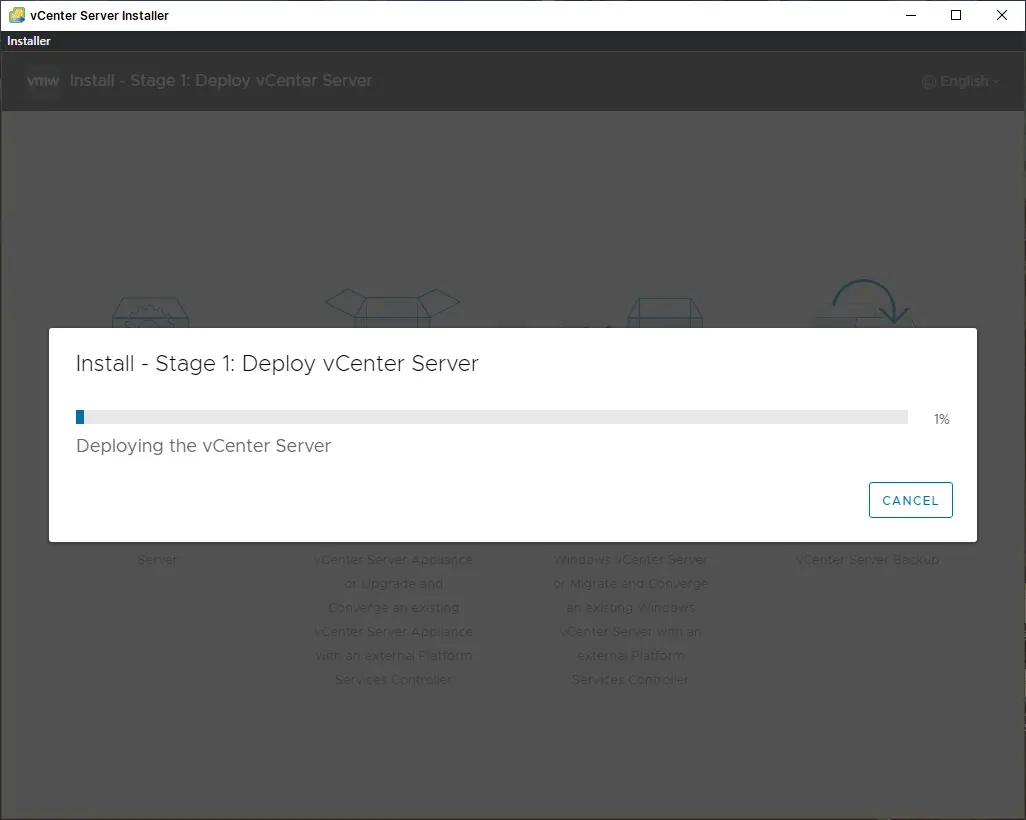 vCenter Server Installer
Installer
vmw Install - Stage 1: Deploy vCenter Server
English
Install - Stage 1: Deploy vCenter Server
1%
Deploying the vCenter Server
CANCEL
Server
vCenter Server Appliance
or Upgrade and
Converge an existing
vCenter Server Appliance
with an external Platform
Services Controller
Windows vCenter Server
or Migrate and Converge
an existing Windows
vCenter Server with an
external Platform
Services Controller
vCenter Server Backup